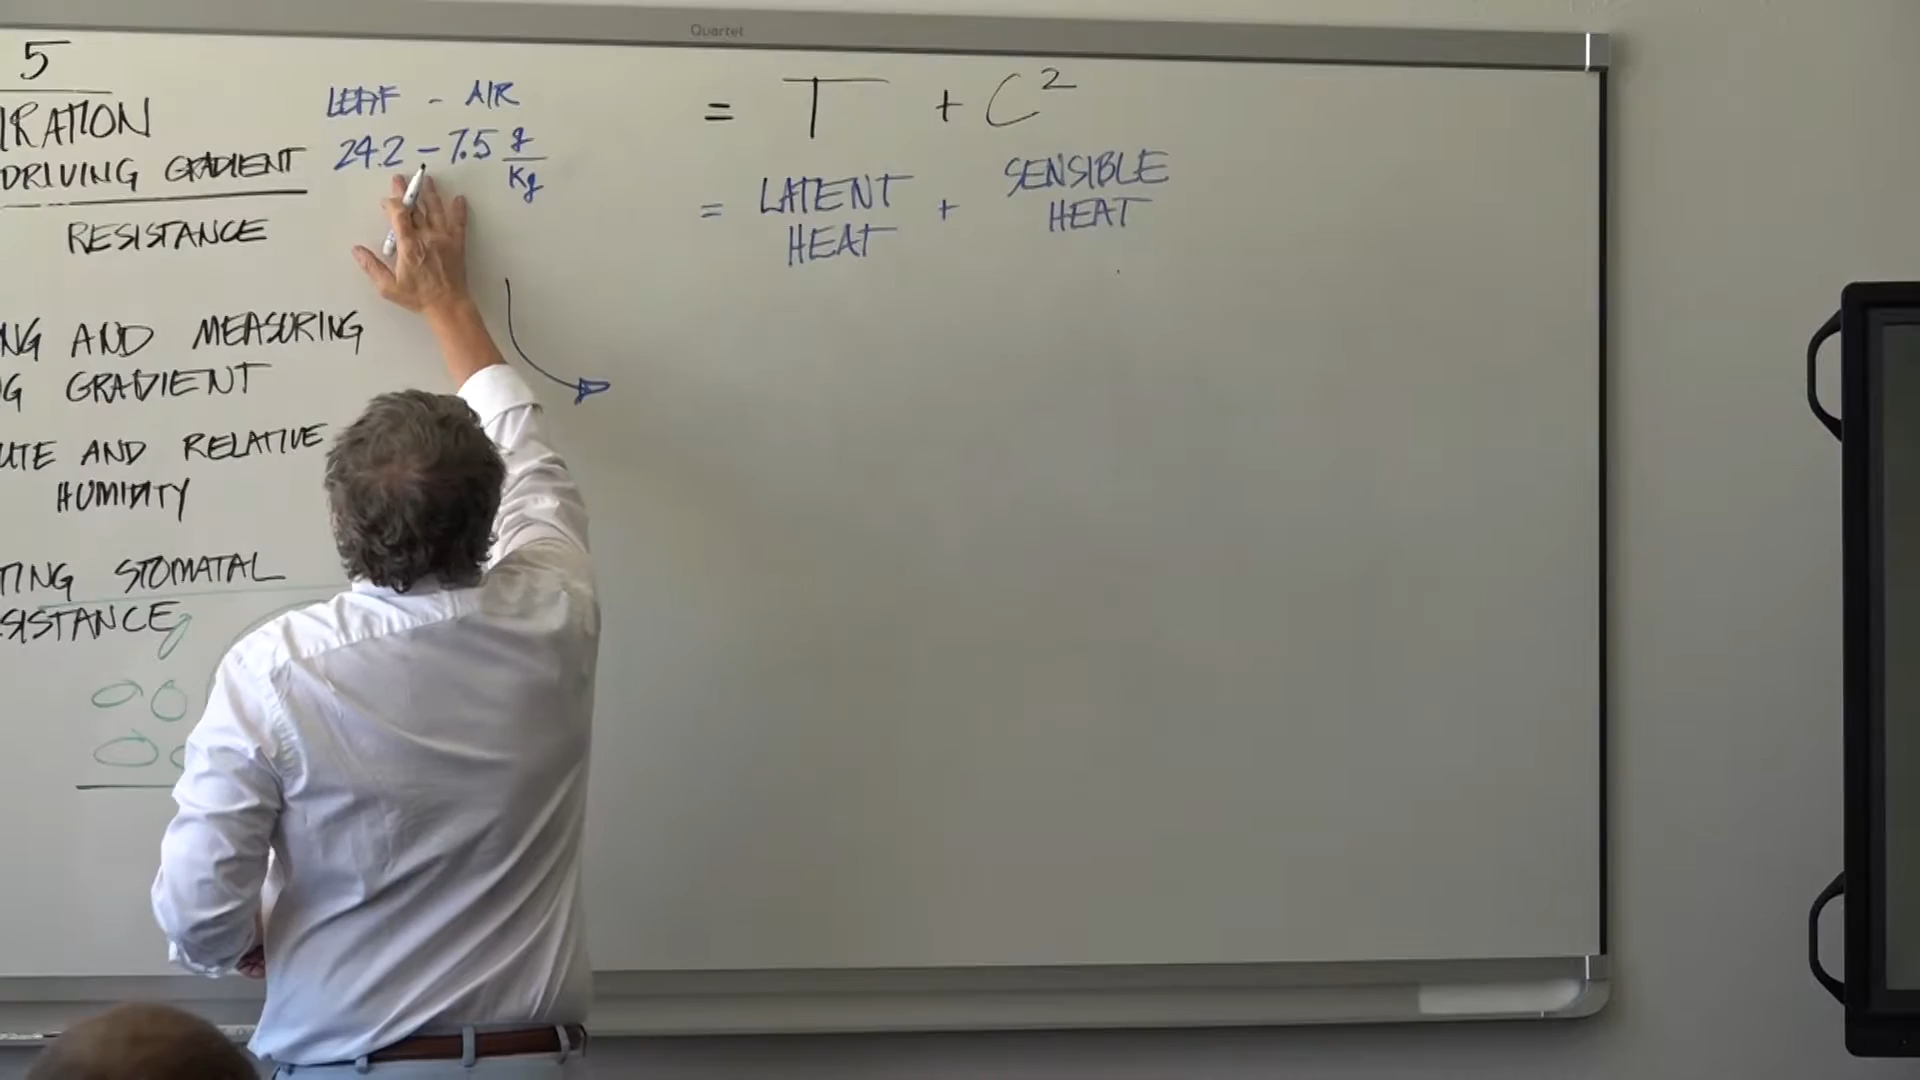 Quartet
5
IRATION
DRIVING GRADIENT
RESISTANCE
LEAF - AIR
24.2 - 7.5 g
Kg
NG AND MEASURING
G GRADIENT
UTE AND RELATIVE
HUMIDITY
TING STOMATAL
SISTANCE
= T + C²
= LATENT HEAT + SENSIBLE HEAT